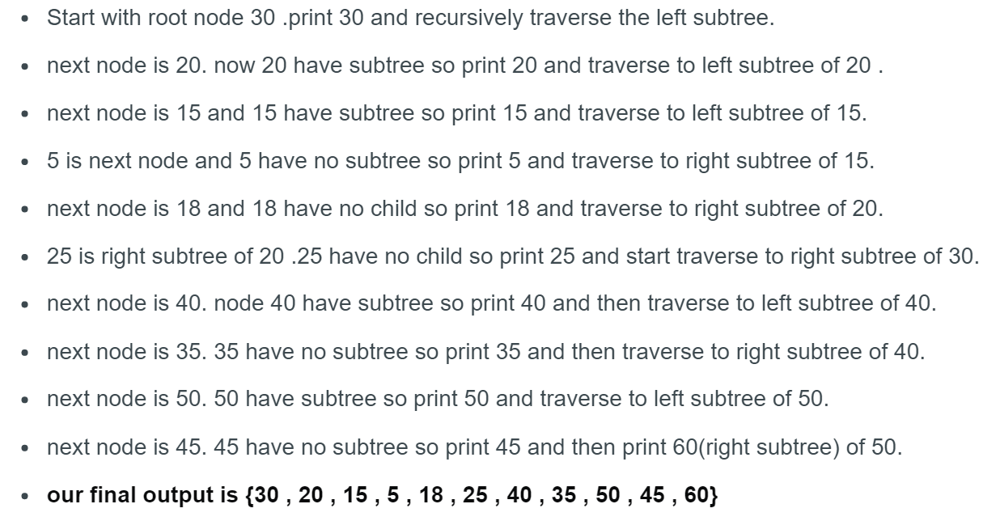 • Start with root node 30 .print 30 and recursively traverse the left subtree.
• next node is 20. now 20 have subtree so print 20 and traverse to left subtree of 20 .
• next node is 15 and 15 have subtree so print 15 and traverse to left subtree of 15.
• 5 is next node and 5 have no subtree so print 5 and traverse to right subtree of 15.
• next node is 18 and 18 have no child so print 18 and traverse to right subtree of 20.
• 25 is right subtree of 20 .25 have no child so print 25 and start traverse to right subtree of 30.
• next node is 40. node 40 have subtree so print 40 and then traverse to left subtree of 40.
• next node is 35. 35 have no subtree so print 35 and then traverse to right subtree of 40.
• next node is 50. 50 have subtree so print 50 and traverse to left subtree of 50.
• next node is 45. 45 have no subtree so print 45 and then print 60(right subtree) of 50.
• our final output is {30 , 20 , 15 , 5 , 18 , 25 , 40 , 35 , 50 , 45 , 60}